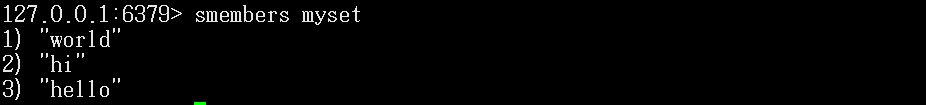 127.0.0.1:6379> smembers myset
1) "world"
2) "hi"
3) "hello"